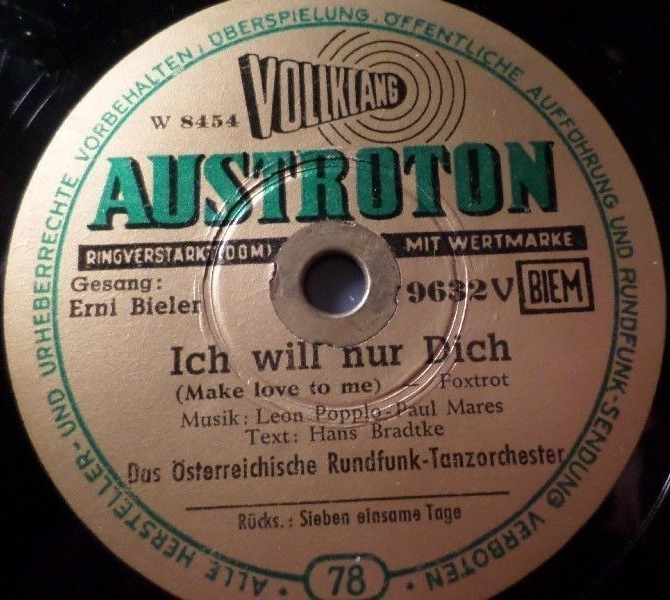 ALLE HERSTELLER- UND URHEBERRECHTE VORBEHALTEN, ÜBERSPIELUNG, ÖFFENTLICHE AUFFÜHRUNG UND RUNDFUNK-SENDUNG VERBOTEN
VOLLKLANG
W 8454
AUSTROTON
RINGVERSTÄRKT (DGM) MIT WERTMARKE
Gesang:
Erni Bieler
9632 V BIEM
Ich will nur Dich
(Make love to me) - Foxtrot
Musik: Leon Popplo-Paul Mares
Text: Hans Bradtke
Das Österreichische Rundfunk-Tanzorchester
Rücks.: Sieben einsame Tage
78